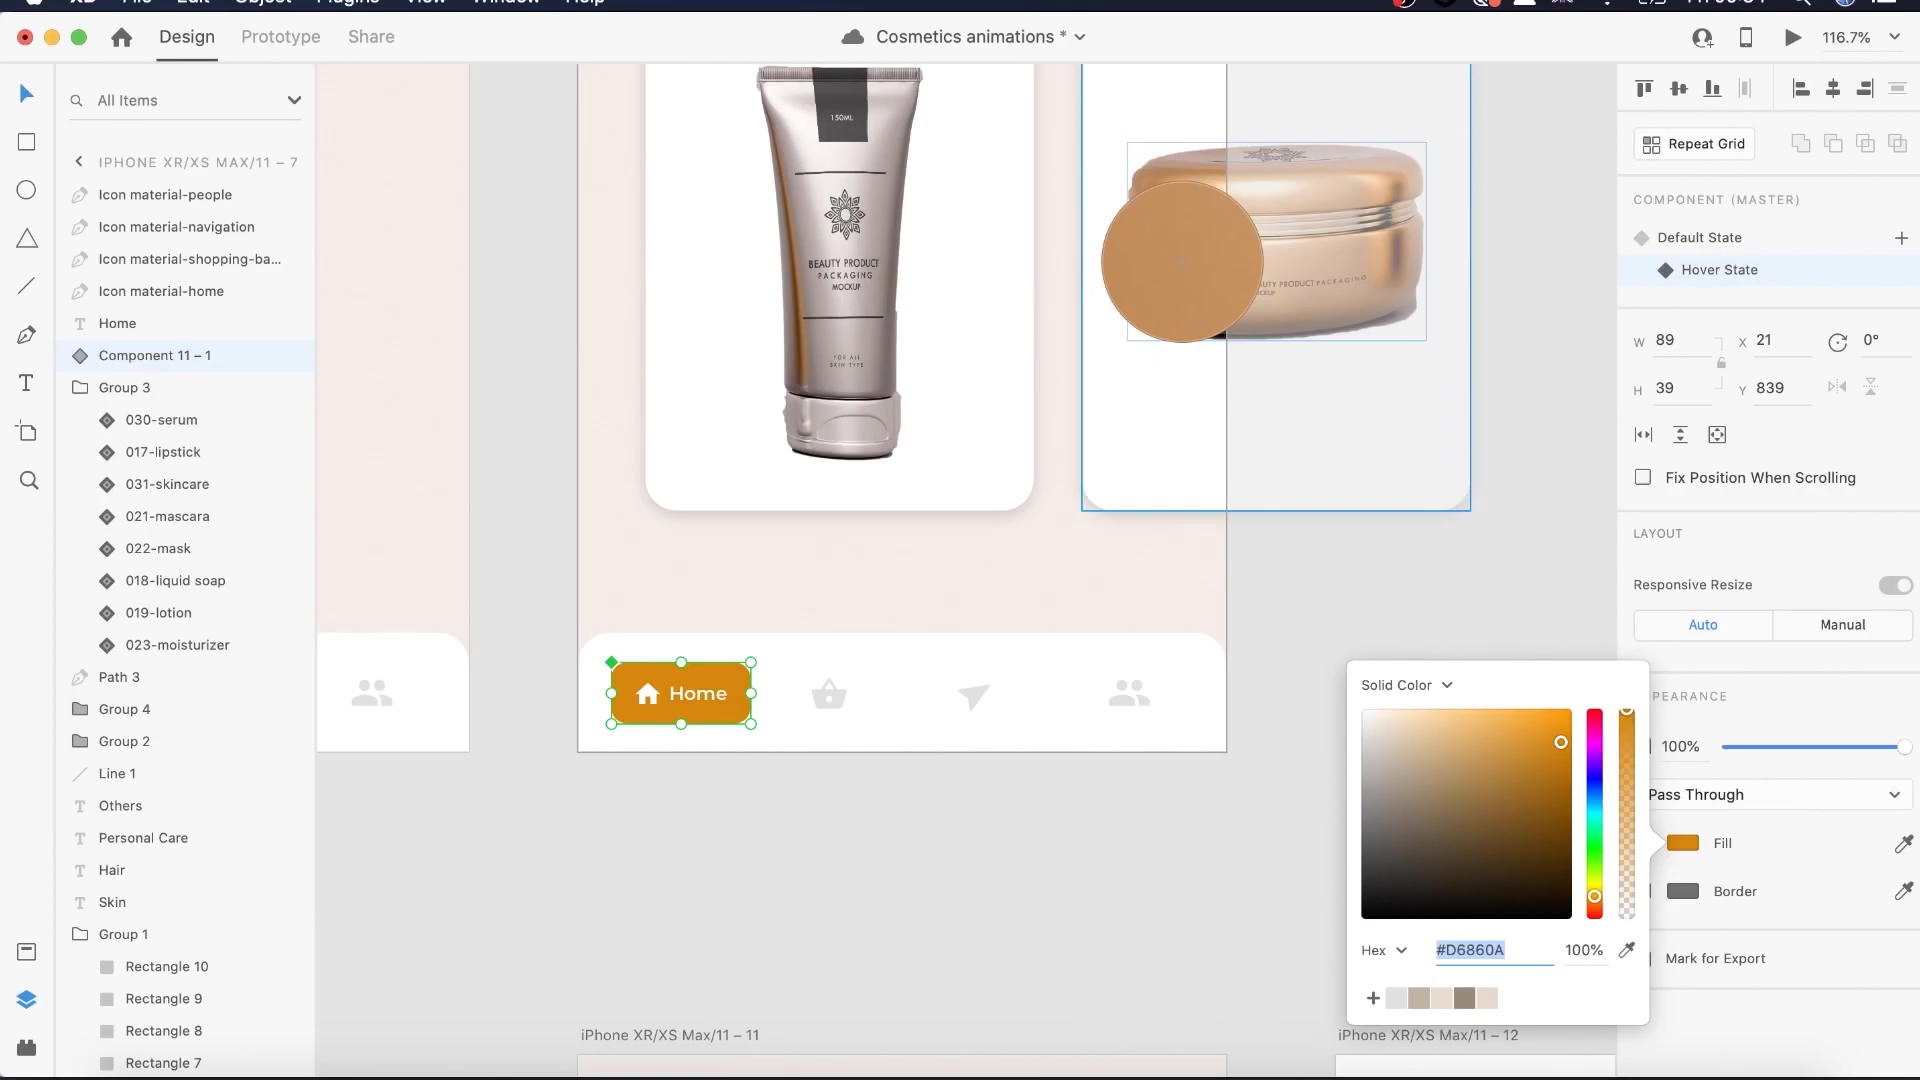 Design
Prototype
Share
Cosmetics animations *
116.7%
All Items
IPHONE XR/XS MAX/11 – 7
Icon material-people
Icon material-navigation
Icon material-shopping-ba...
Icon material-home
Home
Component 11 – 1
Group 3
030-serum
017-lipstick
031-skincare
021-mascara
022-mask
018-liquid soap
019-lotion
023-moisturizer
Path 3
Group 4
Group 2
Line 1
Others
Personal Care
Hair
Skin
Group 1
Rectangle 10
Rectangle 9
Rectangle 8
Rectangle 7
150ML
BEAUTY PRODUCT
PACKAGING
MOCKUP
FOR ALL
SKIN TYPE
AUTY PRODUCT PACKAGING
Home
iPhone XR/XS Max/11 – 11
iPhone XR/XS Max/11 – 12
Repeat Grid
COMPONENT (MASTER)
Default State
Hover State
W 89
X 21
0°
H 39
Y 839
Fix Position When Scrolling
LAYOUT
Responsive Resize
Auto
Manual
PEARANCE
100%
Pass Through
Fill
Border
Mark for Export
Solid Color
Hex
#D6860A
100%